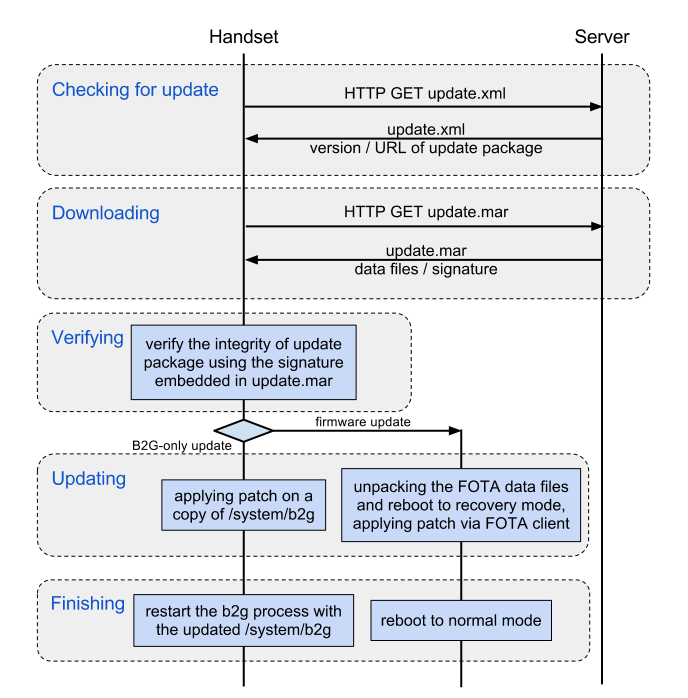 Handset
Server
Checking for update
HTTP GET update.xml
update.xml
version / URL of update package
Downloading
HTTP GET update.mar
update.mar
data files / signature
Verifying
verify the integrity of update
package using the signature
embedded in update.mar
firmware update
B2G-only update
Updating
applying patch on a
copy of /system/b2g
unpacking the FOTA data files
and reboot to recovery mode,
applying patch via FOTA client
Finishing
restart the b2g process with
the updated /system/b2g
reboot to normal mode